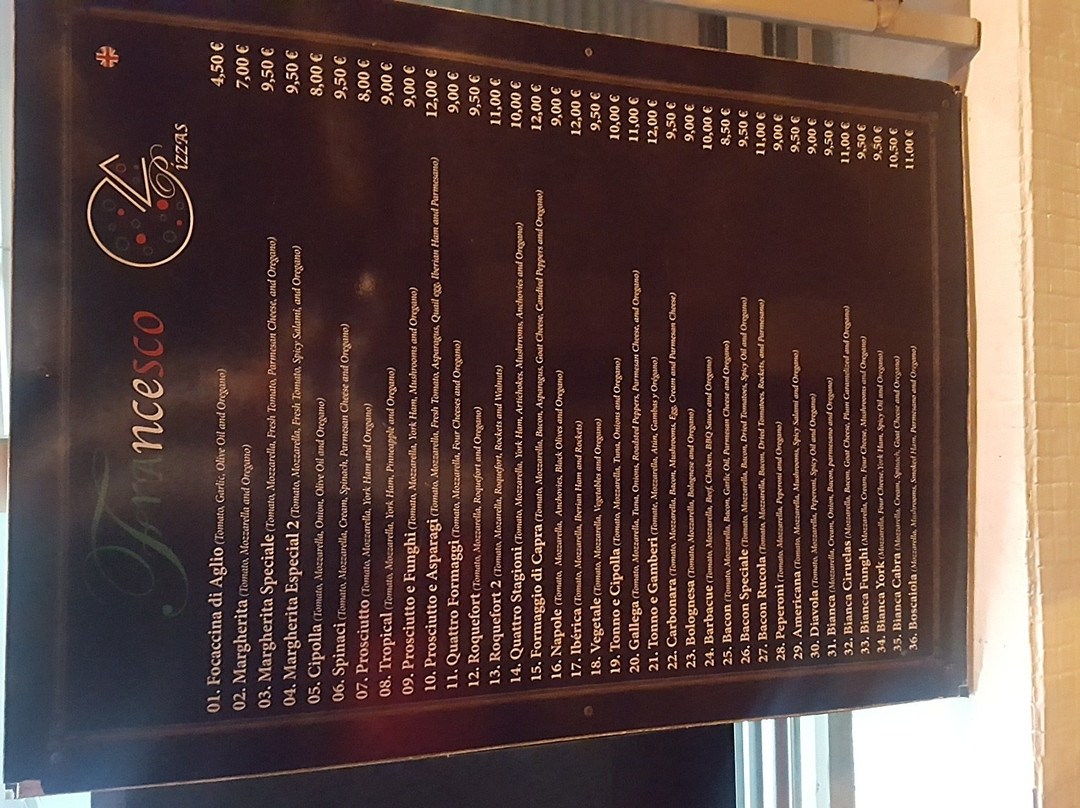 Francesco PIZZAS
01. Focaccina di Aglio (Tomato, Garlic, Olive Oil and Oregano) 4,50 €
02. Margherita (Tomato, Mozzarella and Oregano) 7,00 €
03. Margherita Speciale (Tomato, Mozzarella, Fresh Tomato, Parmesan Cheese, and Oregano) 9,50 €
04. Margherita Especial 2 (Tomato, Mozzarella, Fresh Tomato, Spicy Salami, and Oregano) 9,50 €
05. Cipolla (Tomato, Mozzarella, Onion, Olive Oil and Oregano) 8,00 €
06. Spinaci (Tomato, Mozzarella, Cream, Spinach, Parmesan Cheese and Oregano) 9,50 €
07. Prosciutto (Tomato, Mozzarella, York Ham and Oregano) 8,00 €
08. Tropical (Tomato, Mozzarella, York Ham, Pinneapple and Oregano) 9,00 €
09. Prosciutto e Funghi (Tomato, Mozzarella, York Ham, Mushrooms and Oregano) 9,00 €
10. Prosciutto e Asparagi (Tomato, Mozzarella, Fresh Tomato, Asparagus, Quail egg, Iberian Ham and Parmesano) 12,00 €
11. Quattro Formaggi (Tomato, Mozzarella, Four Cheeses and Oregano) 9,00 €
12. Roquefort (Tomato, Mozzarella, Roquefort and Oregano) 9,50 €
13. Roquefort 2 (Tomato, Mozzarella, Roquefort, Rockets and Walnuts) 11,00 €
14. Quattro Stagioni (Tomato, Mozzarella, York Ham, Artichokes, Mushrooms, Anchovies and Oregano) 10,00 €
15. Formaggio di Capra (Tomato, Mozzarella, Bacon, Asparagus, Goat Cheese, Candied Peppers and Oregano) 12,00 €
16. Napole (Tomato, Mozzarella, Anchovies, Black Olives and Oregano) 9,00 €
17. Ibérica (Tomato, Mozzarella, Iberian Ham and Rockets) 12,00 €
18. Vegetale (Tomato, Mozzarella, Vegetables and Oregano) 9,50 €
19. Tonno e Cipolla (Tomato, Mozzarella, Tuna, Onions and Oregano) 10,00 €
20. Gallega (Tomato, Mozzarella, Tuna, Onions, Roasted Peppers, Parmesan Cheese, and Oregano) 11,00 €
21. Tonno e Gamberi (Tomate, Mozzarella, Atún, Gambas y Oregano) 12,00 €
22. Carbonara (Tomato, Mozzarella, Bacon, Mushrooms, Egg, Cream and Parmesan Cheese) 9,50 €
23. Bolognesa (Tomato, Mozzarella, Bolognese and Oregano) 9,00 €
24. Barbacue (Tomato, Mozzarella, Beef, Chicken, BBQ Sauce and Oregano) 10,00 €
25. Bacon (Tomato, Mozzarella, Bacon, Garlic, Oil, Parmesan Cheese and Oregano) 8,50 €
26. Bacon Speciale (Tomato, Mozzarella, Bacon, Dried Tomatoes, Spicy Oil and Oregano) 9,50 €
27. Bacon Rucola (Tomato, Mozzarella, Bacon, Dried Tomatoes, Rockets, and Parmesano) 11,00 €
28. Peperoni (Tomato, Mozzarella, Peperoni and Oregano) 9,00 €
29. Americana (Tomato, Mozzarella, Mushrooms, Spicy Salami and Oregano) 9,50 €
30. Diavola (Tomato, Mozzarella, Peperoni, Spicy Oil and Oregano) 9,00 €
31. Bianca (Mozzarella, Cream, Onion, Bacon, parmesano and Oregano) 9,50 €
32. Bianca Ciruelas (Mozzarella, Bacon, Goat Cheese, Plum Caramelized and Oregano) 11,00 €
33. Bianca Funghi (Mozzarella, Cream, Four Cheese, Mushrooms and Oregano) 9,50 €
34. Bianca York (Mozzarella, Four Cheese, York Ham, Spicy Oil and Oregano) 9,50 €
35. Bianca Cabra (Mozzarella, Cream, Spinach, Goat Cheese and Oregano) 10,50 €
36. Boscaiola (Mozzarella, Mushrooms, Smoked Ham, Parmesano and Oregano) 11,00 €